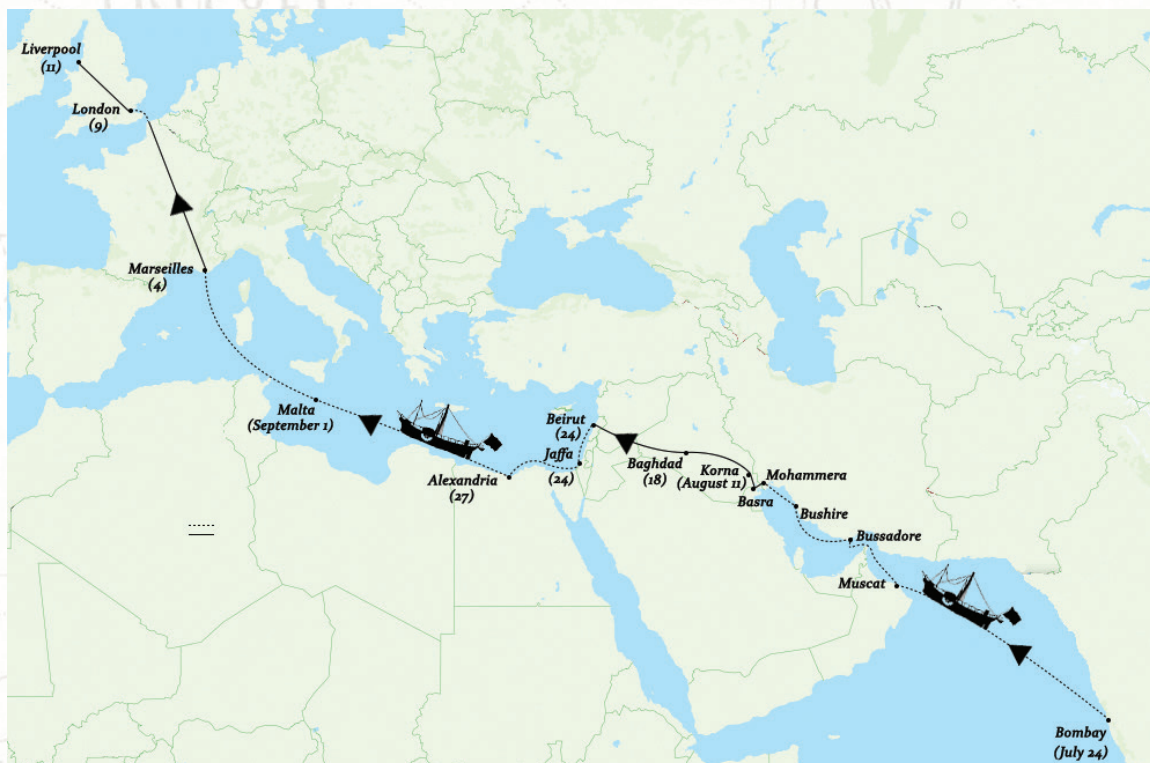 Liverpool
(11)
London
(9)
Marseilles
(4)
Malta
(September 1)
Alexandria
(27)
Beirut
(24)
Jaffa
(24)
Baghdad
(18)
Korna
(August 11)
Basra
Mohammera
Bushire
Bussadore
Muscat
Bombay
(July 24)